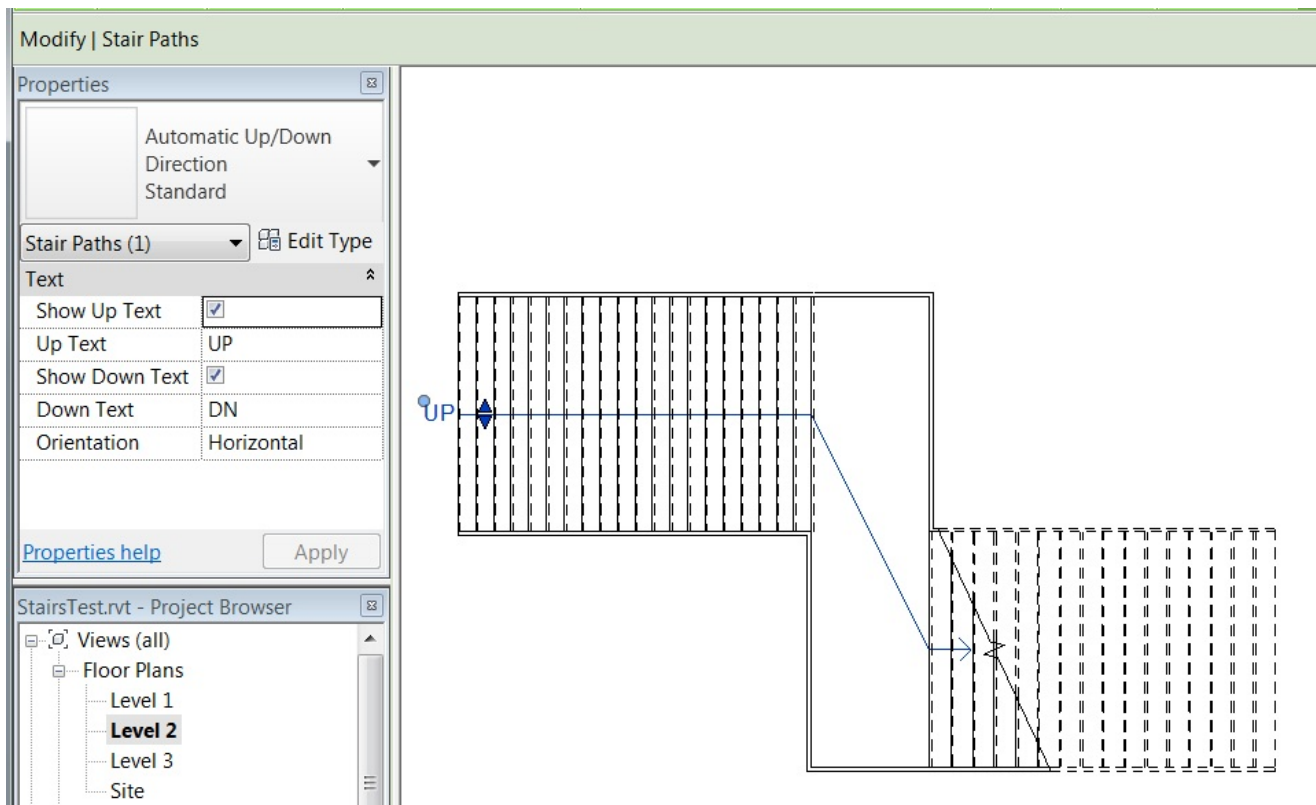 Modify | Stair Paths
Properties
Automatic Up/Down
Direction
Standard
Stair Paths (1)
Edit Type
Text
Show Up Text
Up Text UP
Show Down Text
Down Text DN
Orientation Horizontal
Properties help
Apply
StairsTest.rvt - Project Browser
Views (all)
Floor Plans
Level 1
Level 2
Level 3
Site
UP